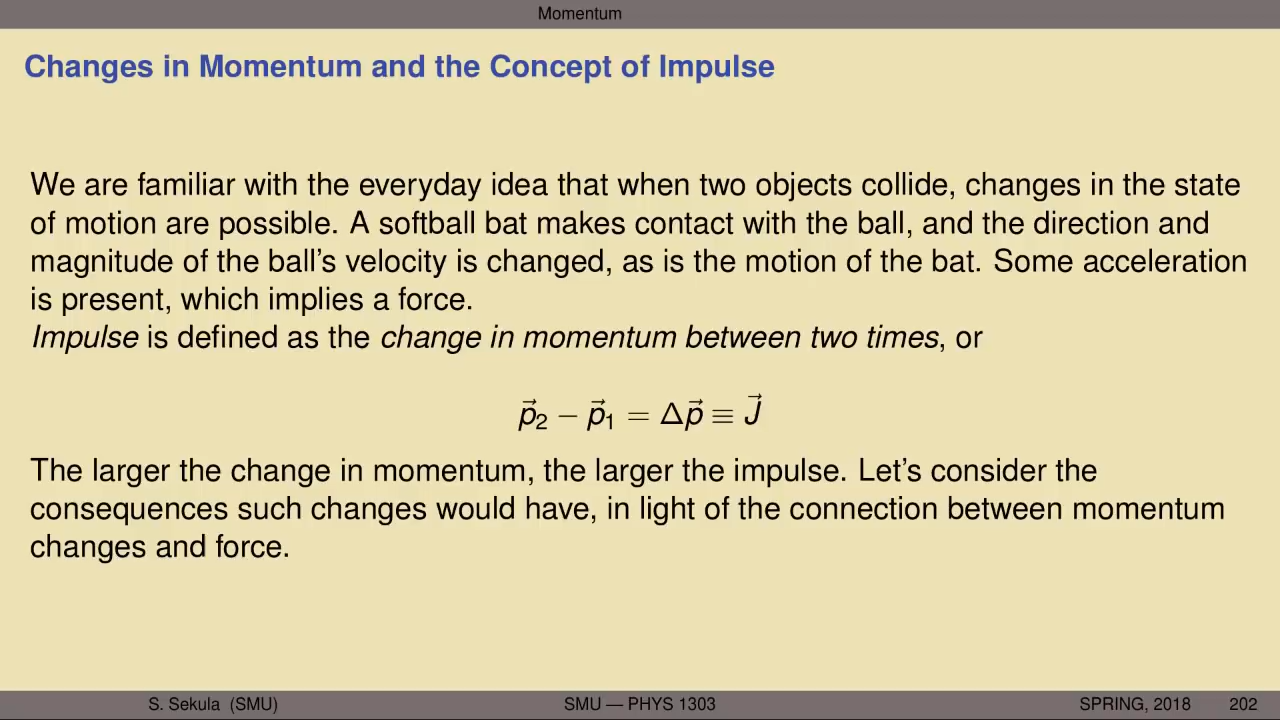 Momentum
Changes in Momentum and the Concept of Impulse
We are familiar with the everyday idea that when two objects collide, changes in the state
of motion are possible. A softball bat makes contact with the ball, and the direction and
magnitude of the ball's velocity is changed, as is the motion of the bat. Some acceleration
is present, which implies a force.
Impulse is defined as the change in momentum between two times, or
p⃗₂ − p⃗₁ = Δp⃗ ≡ J⃗
The larger the change in momentum, the larger the impulse. Let's consider the
consequences such changes would have, in light of the connection between momentum
changes and force.
S. Sekula (SMU) SMU — PHYS 1303 SPRING, 2018 202